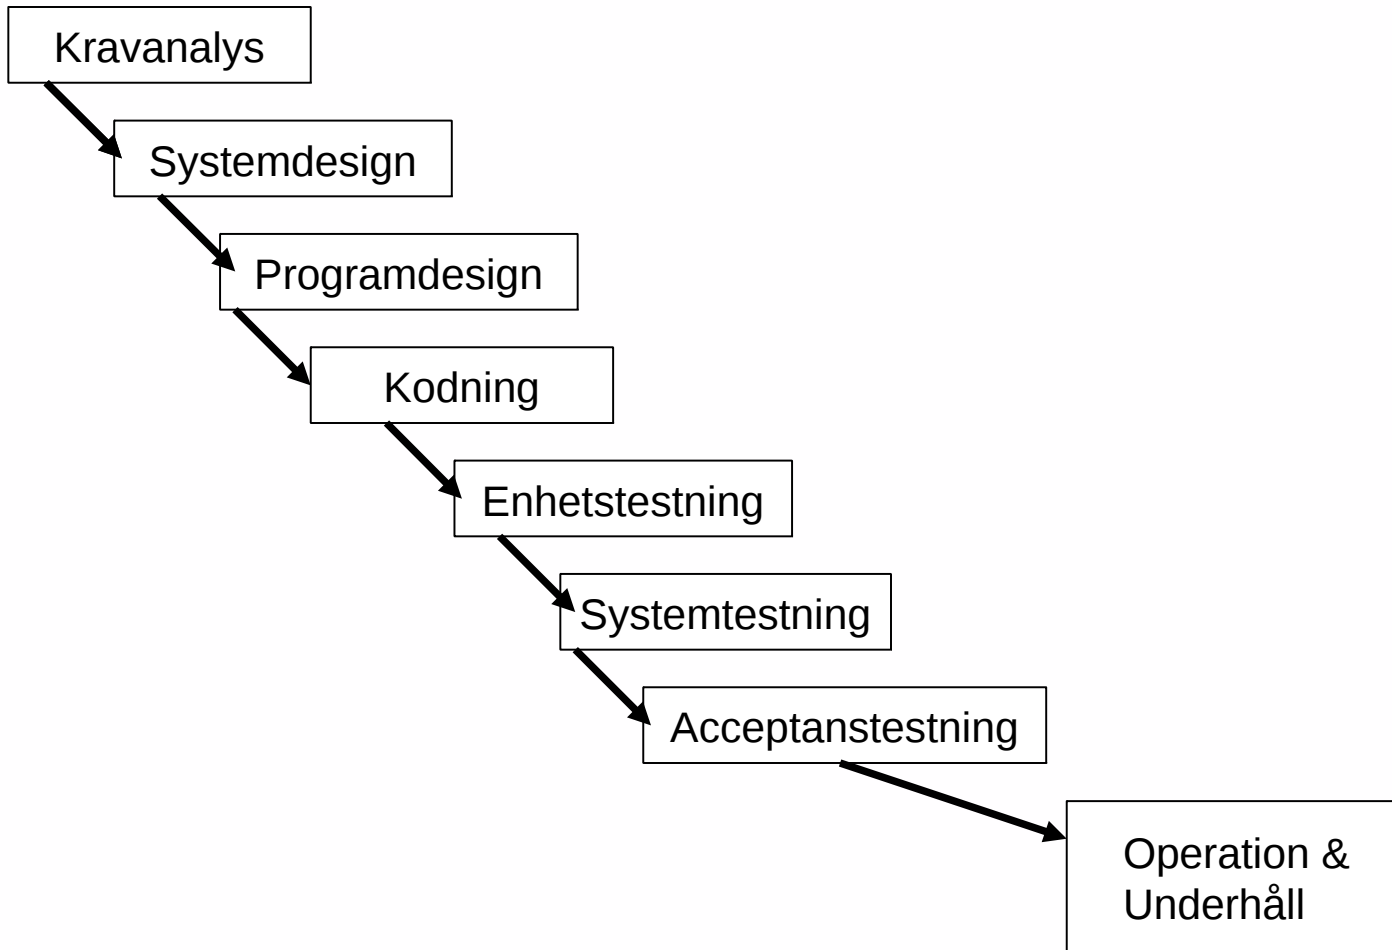 Kravanalys
Systemdesign
Programdesign
Kodning
Enhetstestning
Systemtestning
Acceptanstestning
Operation &
Underhåll